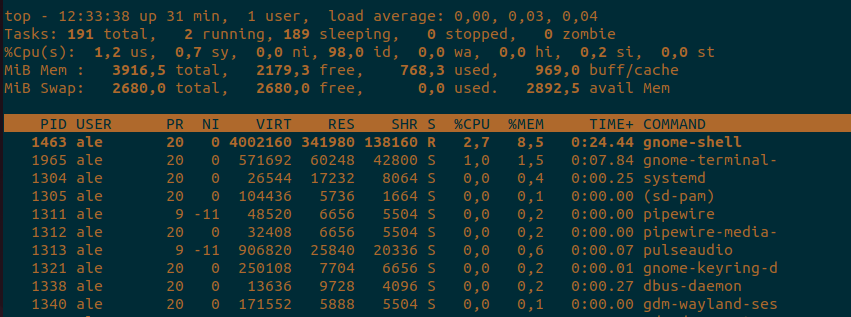 top - 12:33:38 up 31 min,  1 user,  load average: 0,00, 0,03, 0,04
Tasks: 191 total,   2 running, 189 sleeping,   0 stopped,   0 zombie
%Cpu(s):  1,2 us,  0,7 sy,  0,0 ni, 98,0 id,  0,0 wa,  0,0 hi,  0,2 si,  0,0 st
MiB Mem :   3916,5 total,   2179,3 free,    768,3 used,    969,0 buff/cache
MiB Swap:   2680,0 total,   2680,0 free,      0,0 used.   2892,5 avail Mem
PID USER      PR  NI    VIRT    RES    SHR S  %CPU  %MEM     TIME+ COMMAND
1463 ale       20   0 4002160 341980 138160 R   2,7   8,5   0:24.44 gnome-shell
1965 ale       20   0  571692  60248  42800 S   1,0   1,5   0:07.84 gnome-terminal-
1304 ale       20   0   26544  17232   8064 S   0,0   0,4   0:00.25 systemd
1305 ale       20   0  104436   5736   1664 S   0,0   0,1   0:00.00 (sd-pam)
1311 ale        9 -11   48520   6656   5504 S   0,0   0,2   0:00.00 pipewire
1312 ale       20   0   32408   6656   5504 S   0,0   0,2   0:00.00 pipewire-media-
1313 ale        9 -11  906820  25840  20336 S   0,0   0,6   0:00.07 pulseaudio
1321 ale       20   0  250108   7704   6656 S   0,0   0,2   0:00.01 gnome-keyring-d
1338 ale       20   0   13636   9728   4096 S   0,0   0,2   0:00.27 dbus-daemon
1340 ale       20   0  171552   5888   5504 S   0,0   0,1   0:00.00 gdm-wayland-ses